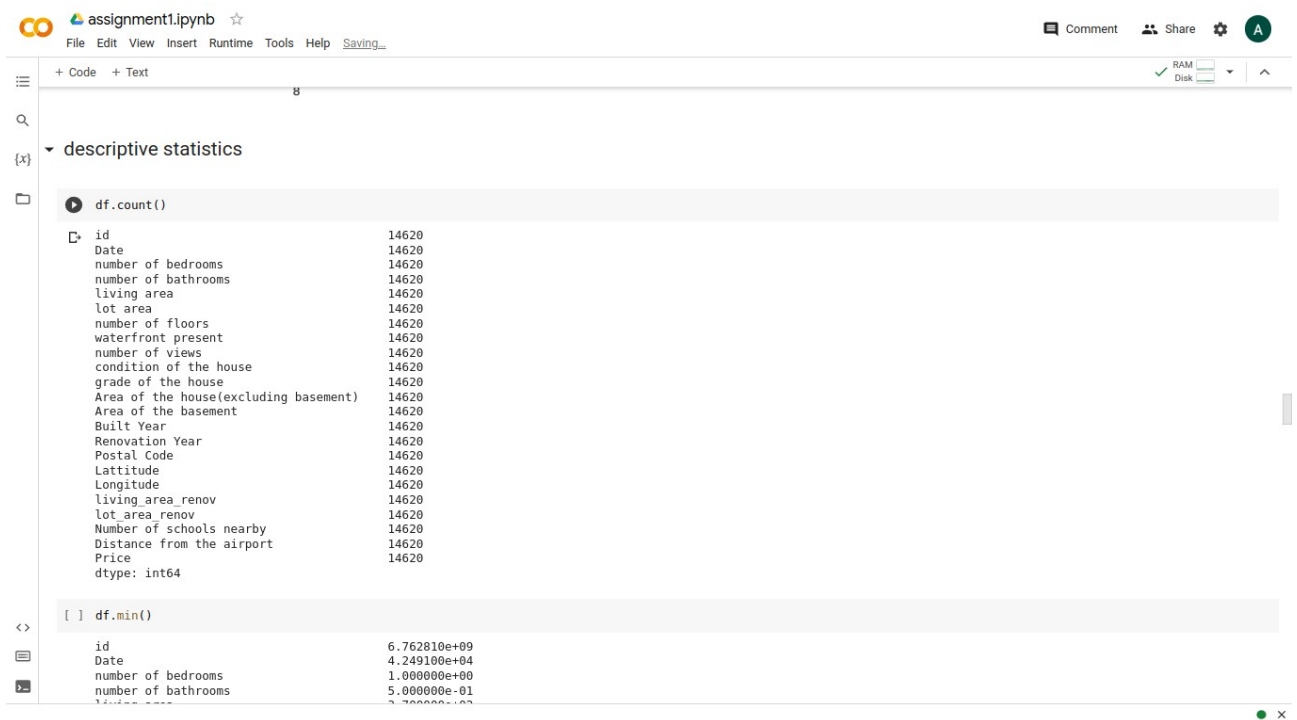 assignment1.ipynb
File Edit View Insert Runtime Tools Help Saving…
Comment Share A
+ Code + Text
RAM
Disk
8
{x}
descriptive statistics
df.count()
id 14620
Date 14620
number of bedrooms 14620
number of bathrooms 14620
living area 14620
lot area 14620
number of floors 14620
waterfront present 14620
number of views 14620
condition of the house 14620
grade of the house 14620
Area of the house(excluding basement) 14620
Area of the basement 14620
Built Year 14620
Renovation Year 14620
Postal Code 14620
Lattitude 14620
Longitude 14620
living_area_renov 14620
lot_area_renov 14620
Number of schools nearby 14620
Distance from the airport 14620
Price 14620
dtype: int64
[ ] df.min()
id 6.762810e+09
Date 4.249100e+04
number of bedrooms 1.000000e+00
number of bathrooms 5.000000e-01